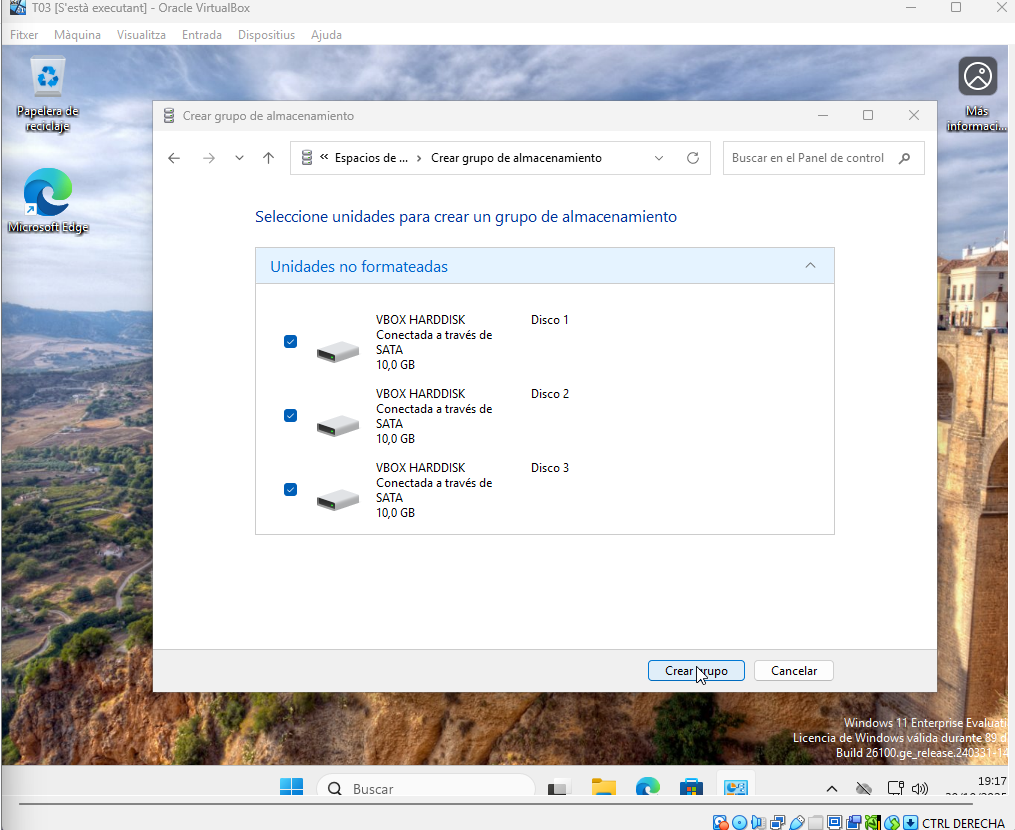 T03 [S'està executant] - Oracle VirtualBox
Fitxer Màquina Visualitza Entrada Dispositius Ajuda
Papelera de
reciclaje
Microsoft Edge
Más
informaci...
Crear grupo de almacenamiento
« Espacios de ... › Crear grupo de almacenamiento
Buscar en el Panel de control
Seleccione unidades para crear un grupo de almacenamiento
Unidades no formateadas
VBOX HARDDISK Disco 1
Conectada a través de
SATA
10,0 GB
VBOX HARDDISK Disco 2
Conectada a través de
SATA
10,0 GB
VBOX HARDDISK Disco 3
Conectada a través de
SATA
10,0 GB
Crear grupo Cancelar
Windows 11 Enterprise Evaluati
Licencia de Windows válida durante 89 d
Build 26100.ge_release.240331-14
Buscar
19:17
CTRL DERECHA